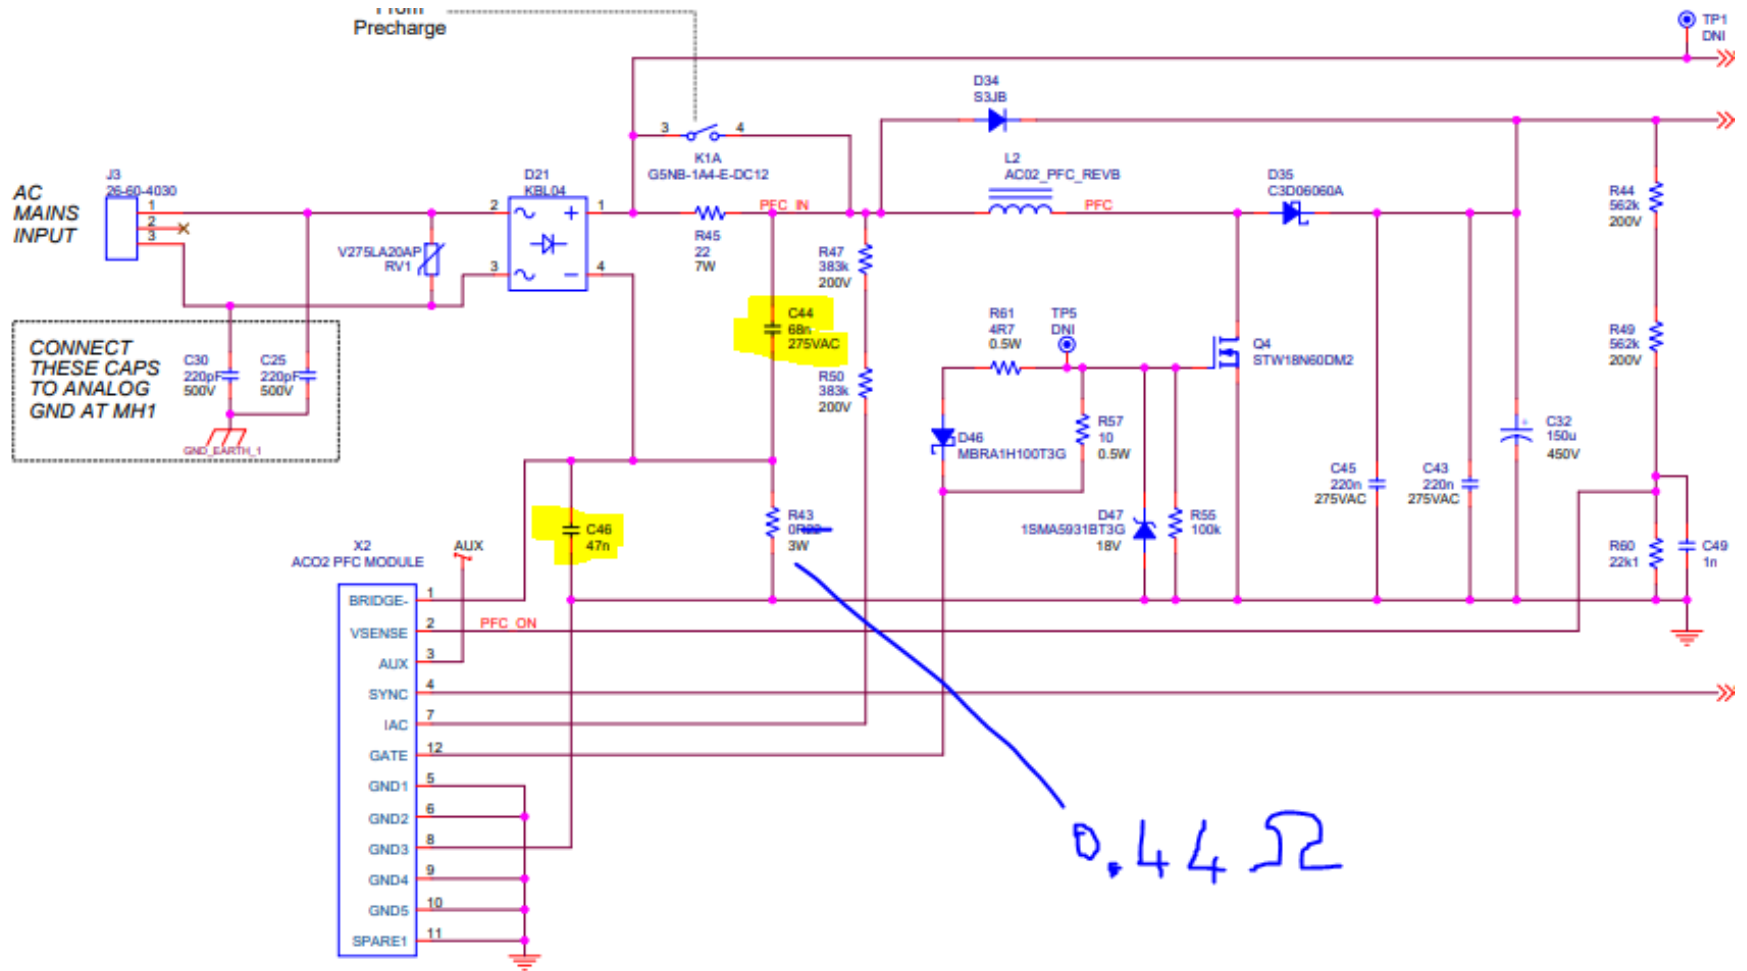 Precharge
TP1
DNI
D34
S3JB
3
4
K1A
G5NB-1A4-E-DC12
L2
AC02_PFC_REVB
D35
C3D06060A
J3
26-60-4030
AC
MAINS
INPUT
1
2
3
D21
KBL04
2
1
3
4
+
−
PFC_IN
PFC
R45
22
7W
V275LA20AP
RV1
R47
383k
200V
R44
562k
200V
C44
68n
275VAC
R61
4R7
0.5W
TP5
DNI
Q4
STW18N60DM2
R49
562k
200V
CONNECT
THESE CAPS
TO ANALOG
GND AT MH1
C30
220pF
500V
C25
220pF
500V
GND_EARTH_1
R50
383k
200V
D46
MBRA1H100T3G
R57
10
0.5W
C32
150u
450V
+
C45
220n
275VAC
C43
220n
275VAC
C46
47n
R43
3W
D47
1SMA5931BT3G
18V
R55
100k
R60
22k1
C49
1n
X2
ACO2 PFC MODULE
AUX
BRIDGE- 1
VSENSE 2
PFC_ON
AUX 3
SYNC 4
IAC 7
GATE 12
GND1 5
GND2 6
GND3 8
GND4 9
GND5 10
SPARE1 11
0.44 Ω